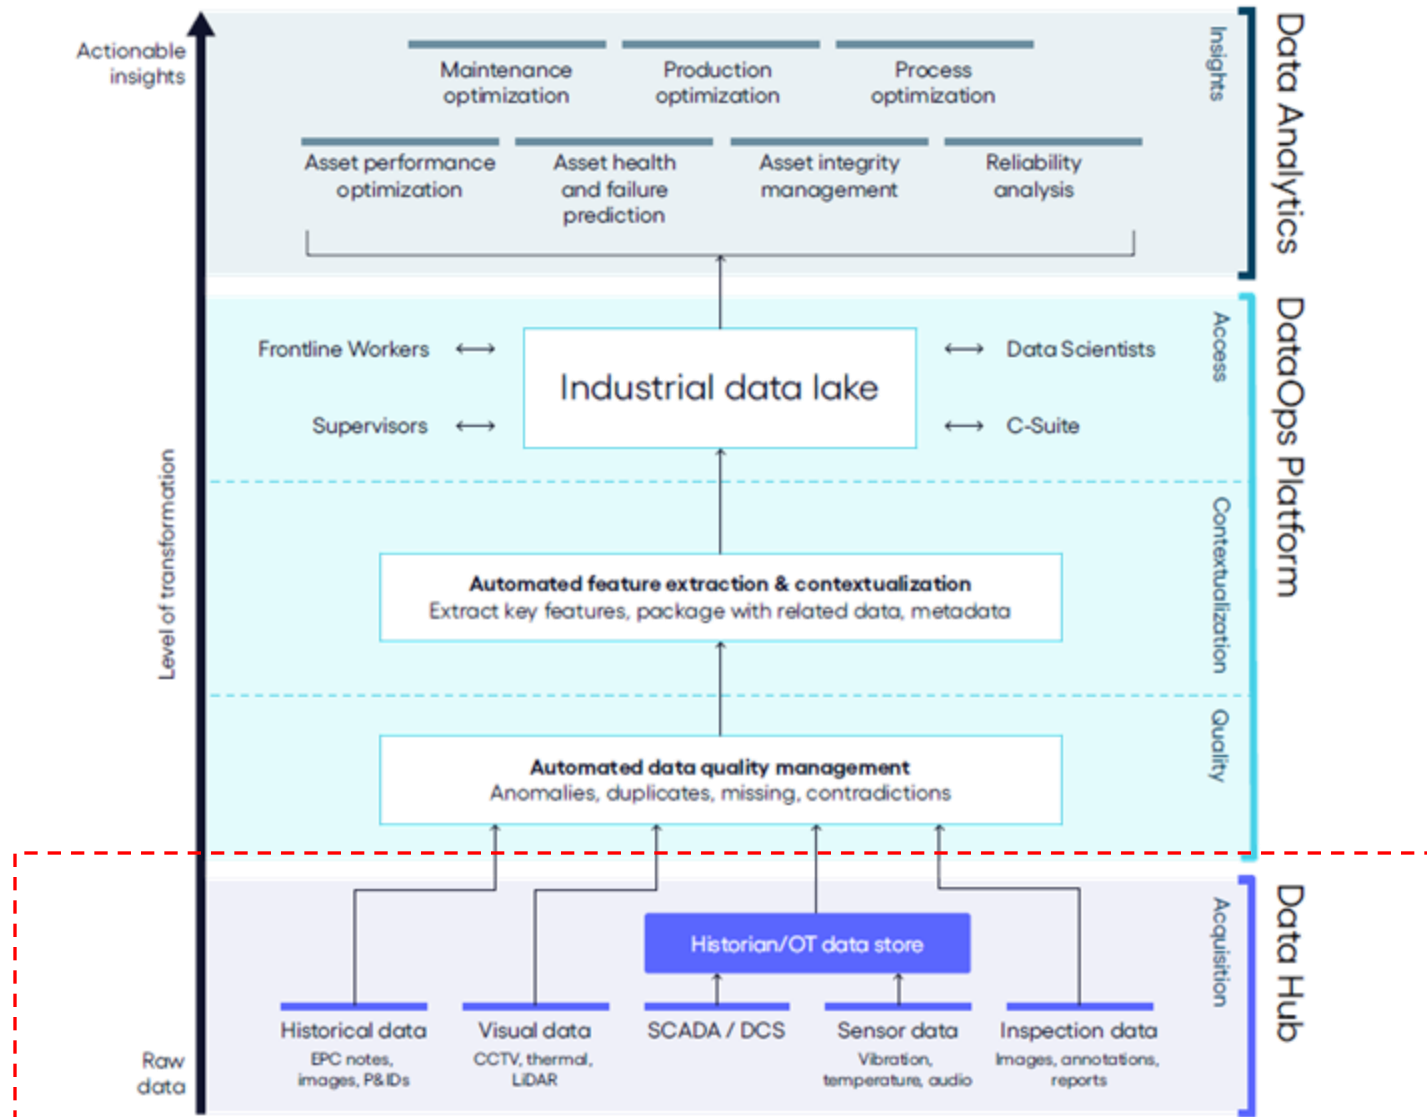 Actionable
insights
Maintenance
optimization
Production
optimization
Process
optimization
Asset performance
optimization
Asset health
and failure
prediction
Asset integrity
management
Reliability
analysis
Insights
Data Analytics
Frontline Workers
Supervisors
Industrial data lake
Data Scientists
C-Suite
Access
DataOps Platform
Level of transformation
Automated feature extraction & contextualization
Extract key features, package with related data, metadata
Contextualization
Automated data quality management
Anomalies, duplicates, missing, contradictions
Quality
Historian/OT data store
Acquisition
Data Hub
Historical data
EPC notes,
images, P&IDs
Visual data
CCTV, thermal,
LiDAR
SCADA / DCS
Sensor data
Vibration,
temperature, audio
Inspection data
Images, annotations,
reports
Raw
data